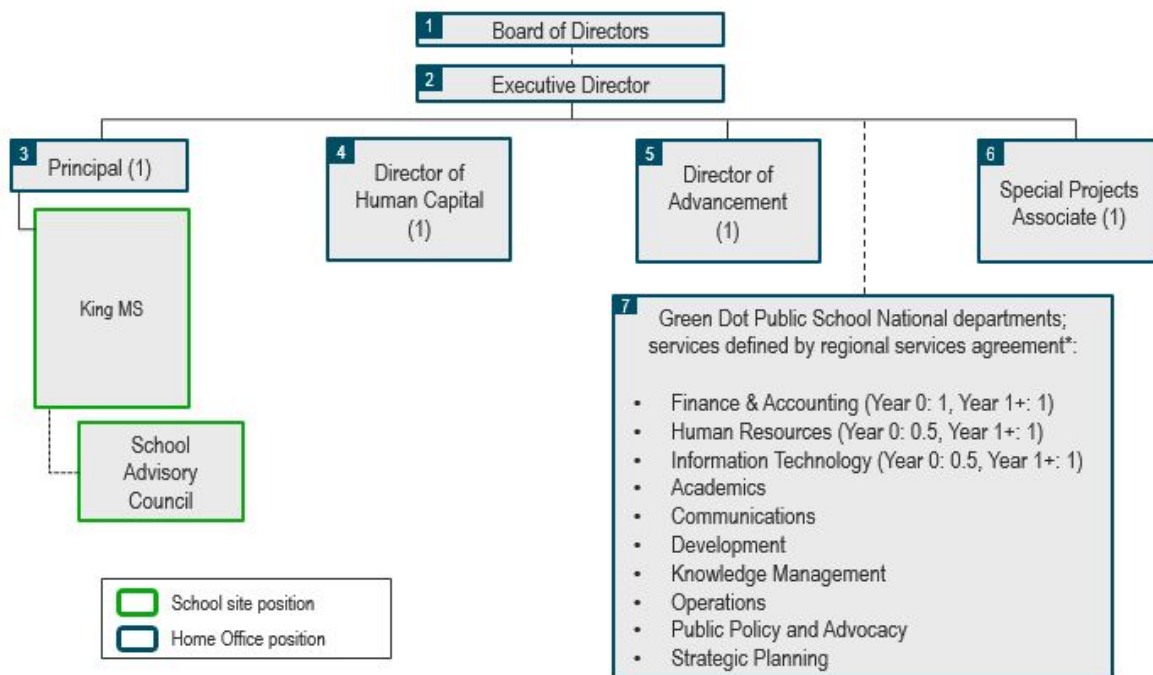 1
Board of Directors
2
Executive Director
3
Principal (1)
4
Director of
Human Capital
(1)
5
Director of
Advancement
(1)
6
Special Projects
Associate (1)
King MS
School
Advisory
Council
7
Green Dot Public School National departments;
services defined by regional services agreement*:
• Finance & Accounting (Year 0: 1, Year 1+: 1)
• Human Resources (Year 0: 0.5, Year 1+: 1)
• Information Technology (Year 0: 0.5, Year 1+: 1)
• Academics
• Communications
• Development
• Knowledge Management
• Operations
• Public Policy and Advocacy
• Strategic Planning
School site position
Home Office position